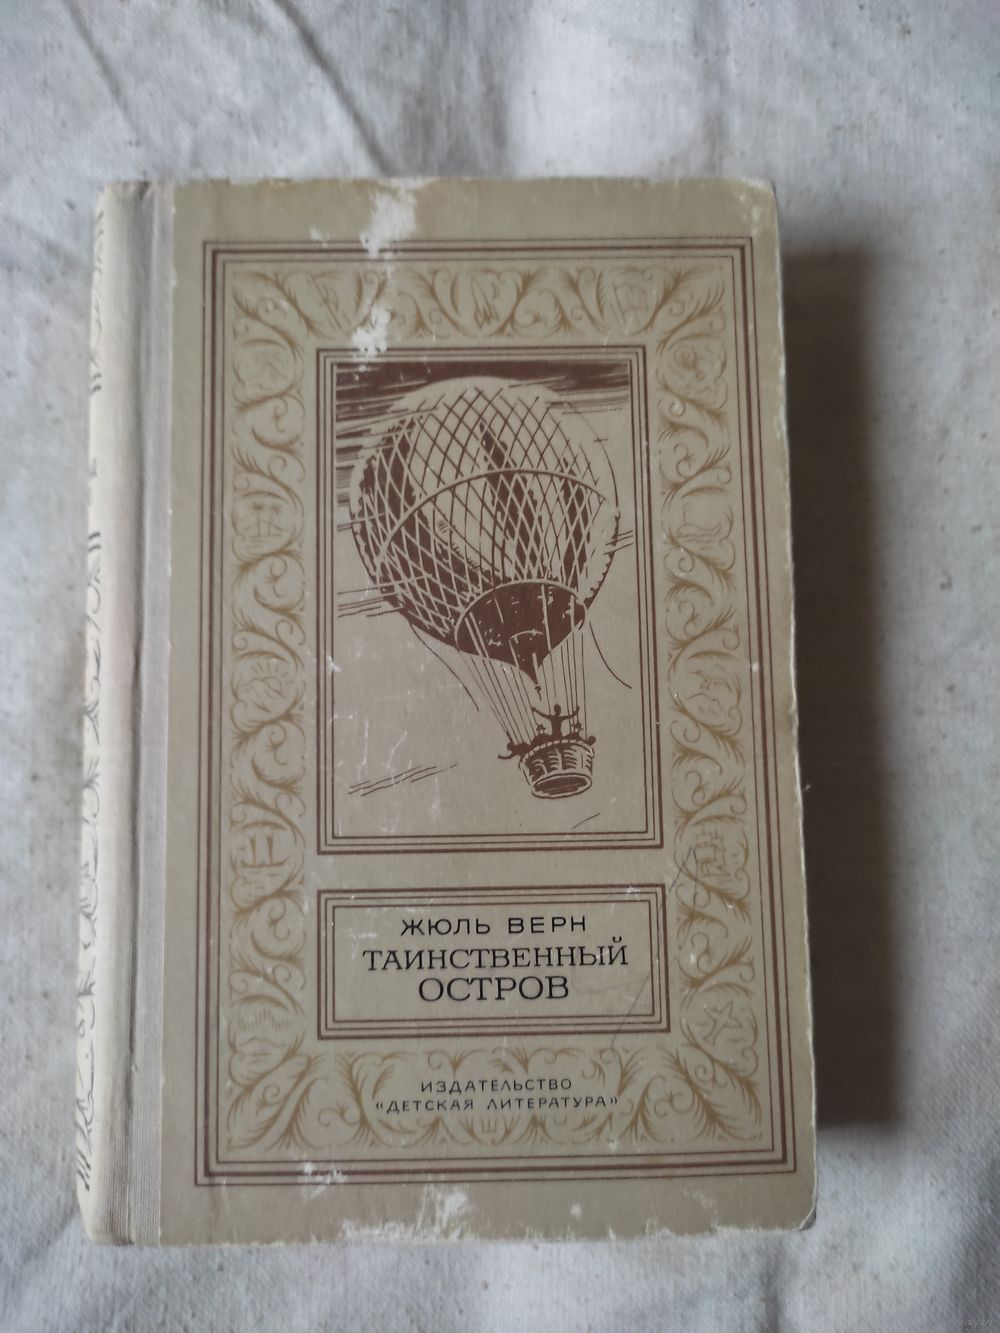 ЖЮЛЬ ВЕРН
ТАИНСТВЕННЫЙ
ОСТРОВ
ИЗДАТЕЛЬСТВО
«ДЕТСКАЯ ЛИТЕРАТУРА»